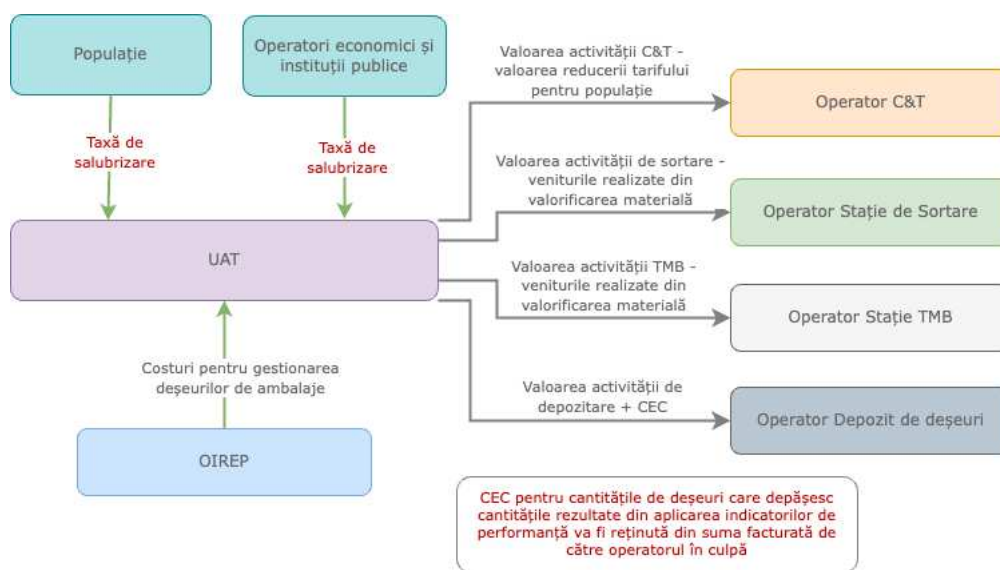 Populație
Operatori economici și
instituții publice
Taxă de
salubrizare
Taxă de
salubrizare
Valoarea activității C&T -
valoarea reducerii tarifului
pentru populație
Operator C&T
Valoarea activității de sortare -
veniturile realizate din
valorificarea materială
Operator Stație de Sortare
UAT
Valoarea activității TMB -
veniturile realizate din
valorificarea materială
Operator Stație TMB
Costuri pentru gestionarea
deșeurilor de ambalaje
Valoarea activității de
depozitare + CEC
Operator Depozit de deșeuri
OIREP
CEC pentru cantitățile de deșeuri care depășesc
cantitățile rezultate din aplicarea indicatorilor de
performanță va fi reținută din suma facturată de
către operatorul în culpă